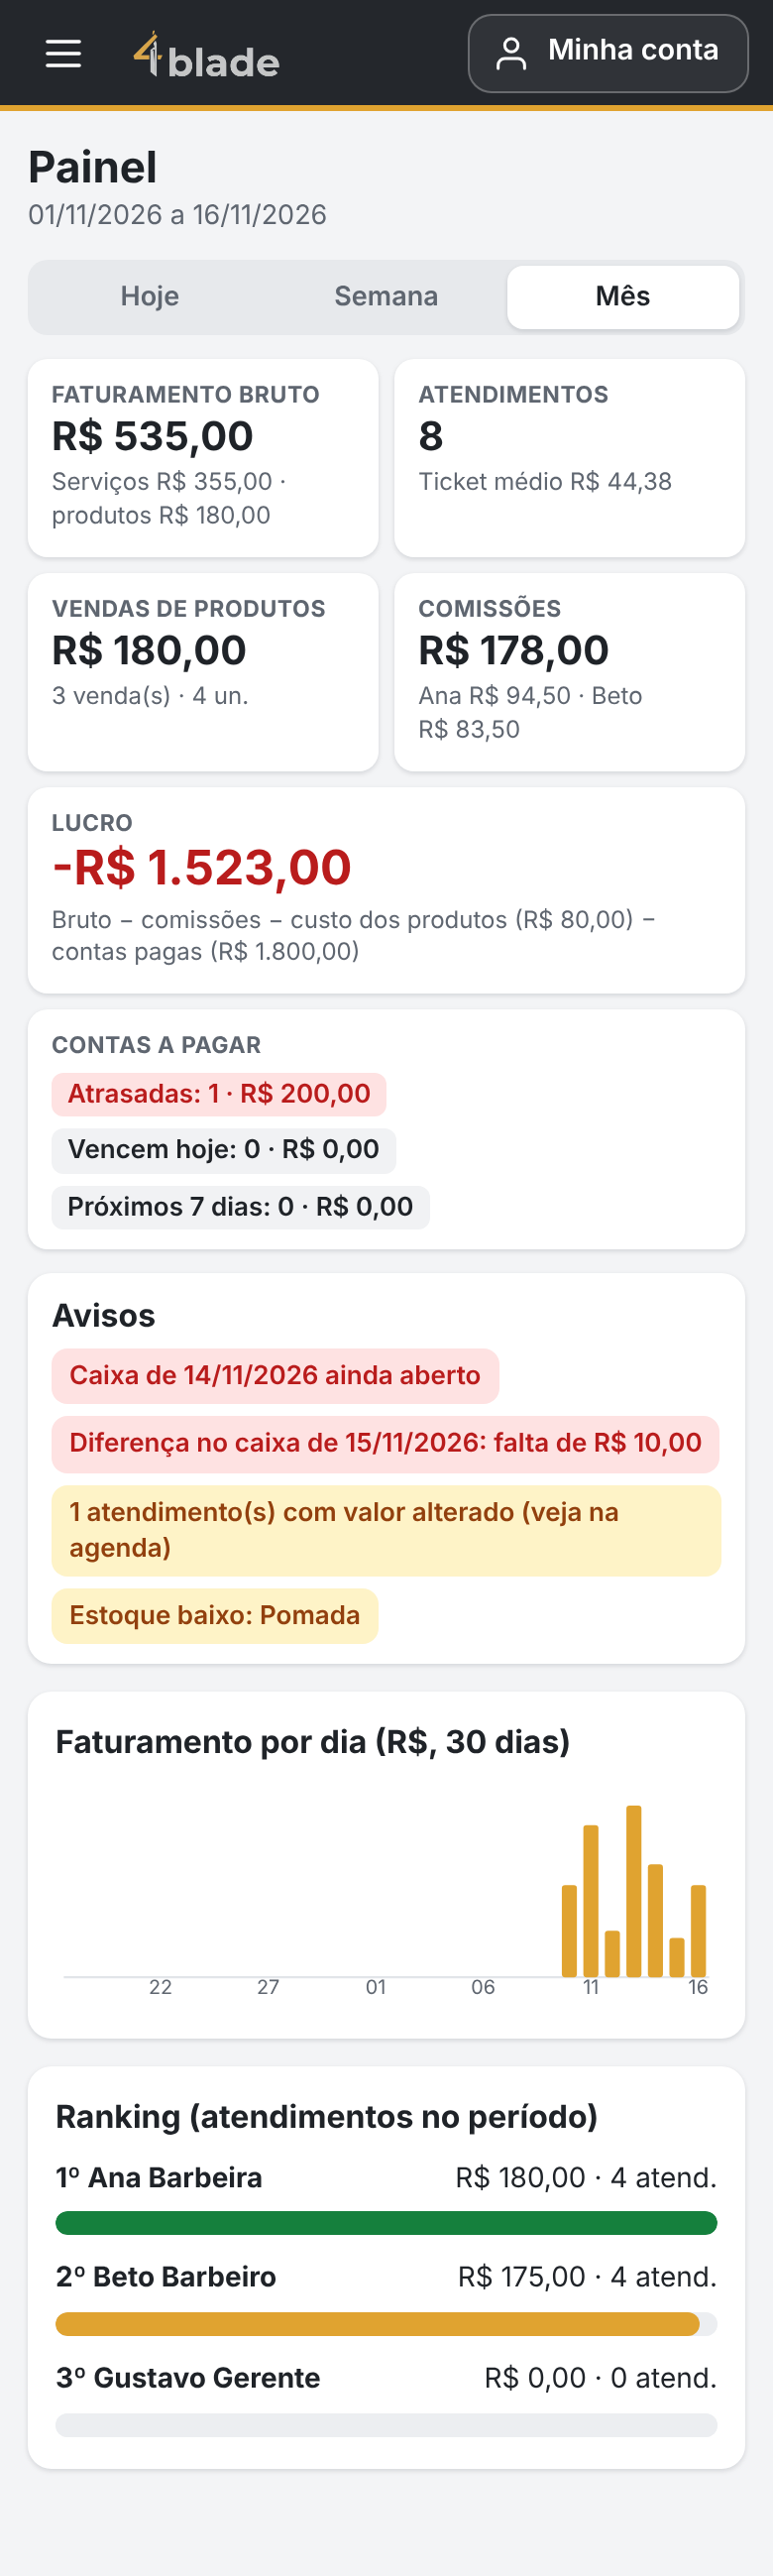 4blade
Minha conta
Painel
01/11/2026 a 16/11/2026
Hoje
Semana
Mês
FATURAMENTO BRUTO
R$ 535,00
Serviços R$ 355,00 ·
produtos R$ 180,00
ATENDIMENTOS
8
Ticket médio R$ 44,38
VENDAS DE PRODUTOS
R$ 180,00
3 venda(s) · 4 un.
COMISSÕES
R$ 178,00
Ana R$ 94,50 · Beto
R$ 83,50
LUCRO
-R$ 1.523,00
Bruto − comissões − custo dos produtos (R$ 80,00) −
contas pagas (R$ 1.800,00)
CONTAS A PAGAR
Atrasadas: 1 · R$ 200,00
Vencem hoje: 0 · R$ 0,00
Próximos 7 dias: 0 · R$ 0,00
Avisos
Caixa de 14/11/2026 ainda aberto
Diferença no caixa de 15/11/2026: falta de R$ 10,00
1 atendimento(s) com valor alterado (veja na
agenda)
Estoque baixo: Pomada
Faturamento por dia (R$, 30 dias)
22 27 01 06 11 16
Ranking (atendimentos no período)
1º Ana Barbeira R$ 180,00 · 4 atend.
2º Beto Barbeiro R$ 175,00 · 4 atend.
3º Gustavo Gerente R$ 0,00 · 0 atend.